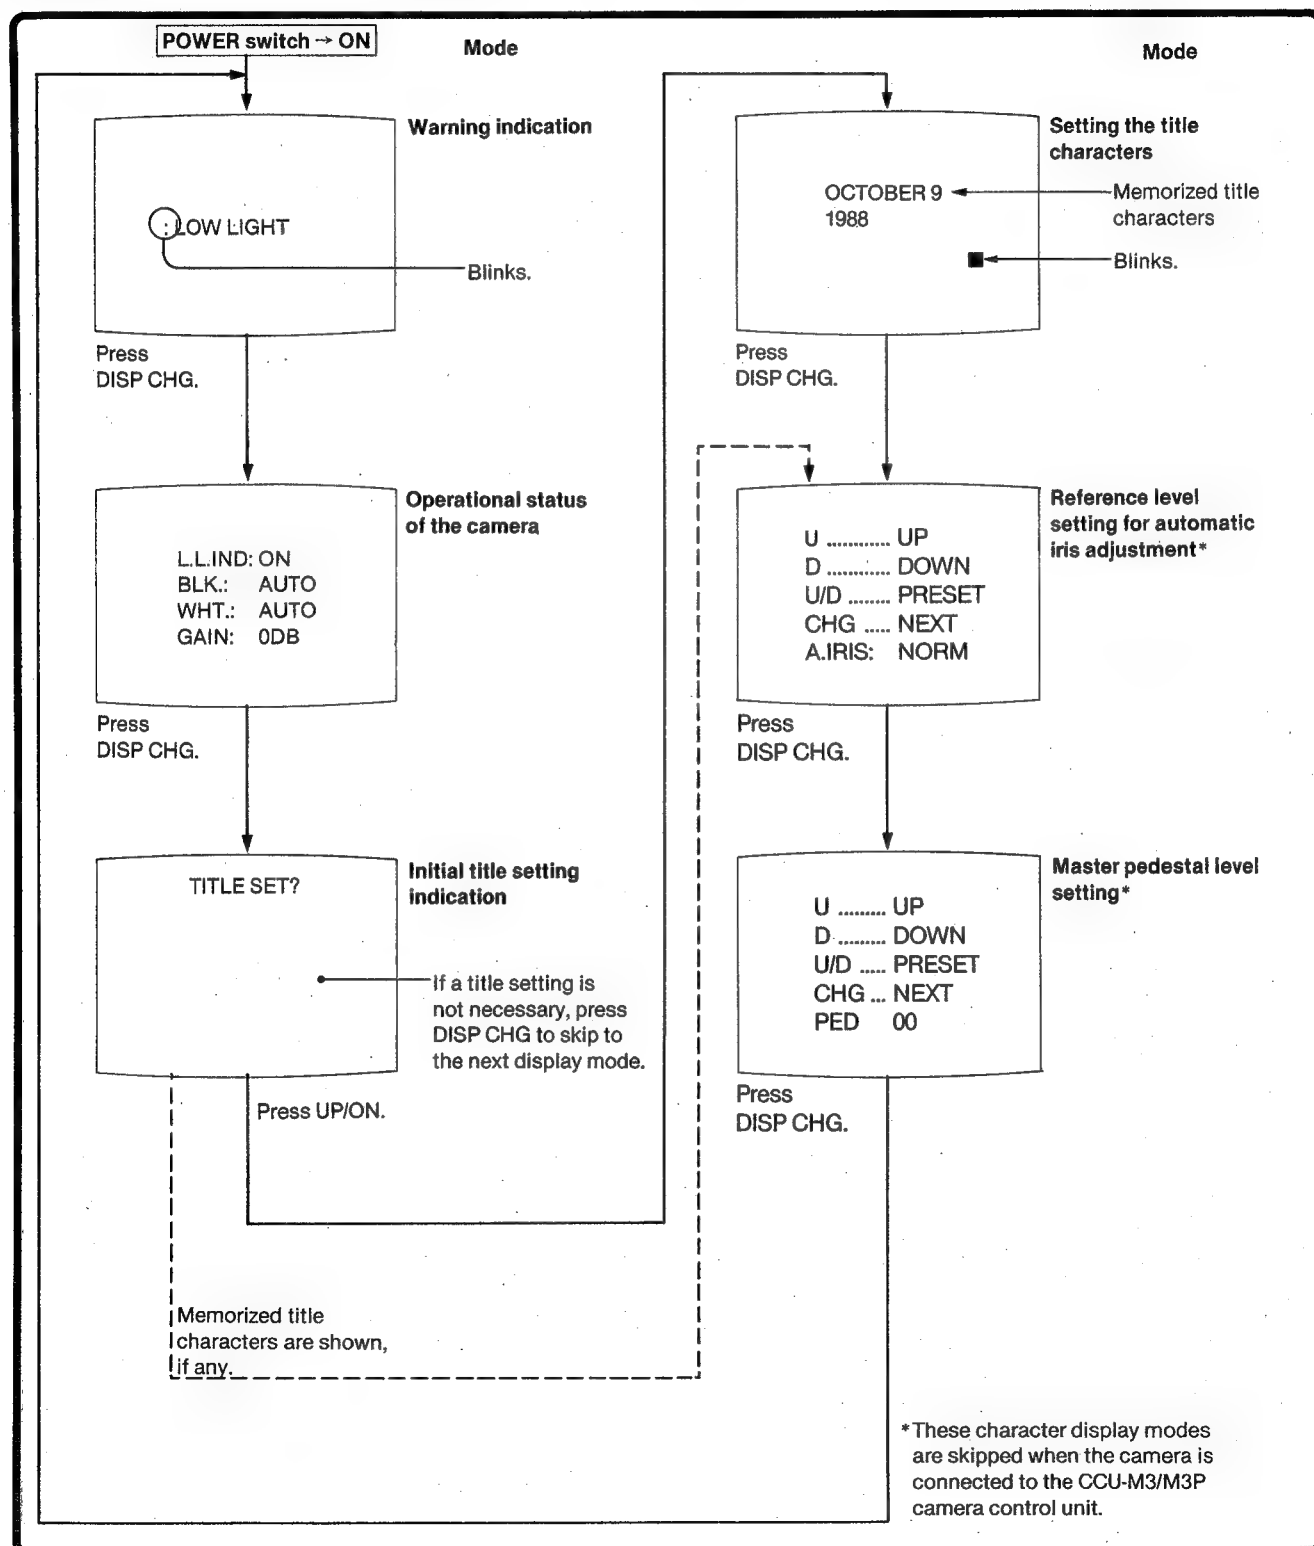 POWER switch → ON
Mode
Warning indication
:LOW LIGHT
Blinks.
Press
DISP CHG.
Operational status
of the camera
L.L.IND: ON
BLK.: AUTO
WHT.: AUTO
GAIN: 0DB
Press
DISP CHG.
Initial title setting
indication
TITLE SET?
If a title setting is
not necessary, press
DISP CHG to skip to
the next display mode.
Press UP/ON.
Memorized title
characters are shown,
if any.
Mode
Setting the title
characters
OCTOBER 9
1988
Memorized title
characters
Blinks.
Press
DISP CHG.
Reference level
setting for automatic
iris adjustment*
U ............ UP
D ............ DOWN
U/D ........ PRESET
CHG ..... NEXT
A.IRIS: NORM
Press
DISP CHG.
Master pedestal level
setting*
U ......... UP
D ......... DOWN
U/D ..... PRESET
CHG ... NEXT
PED 00
Press
DISP CHG.
*These character display modes
are skipped when the camera is
connected to the CCU-M3/M3P
camera control unit.